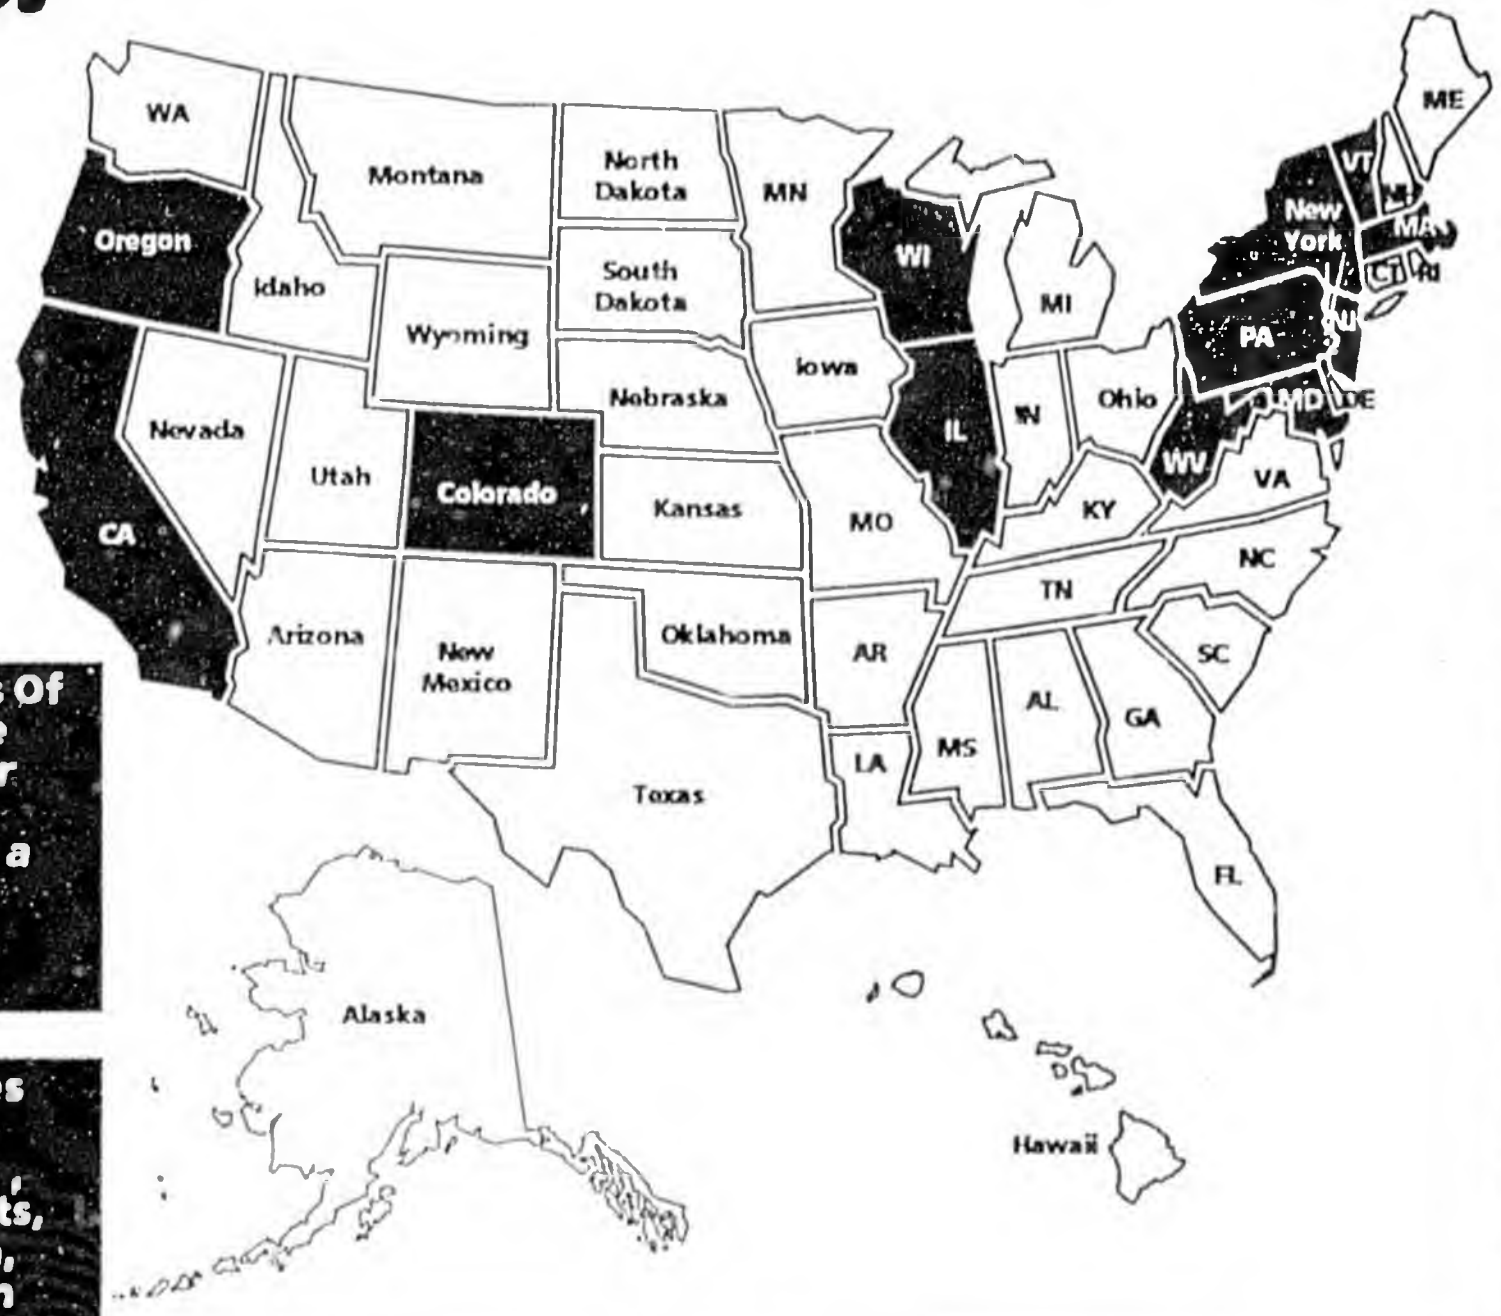 WA
Montana
North
Dakota
MN
ME
VT
New
York
MA
Oregon
Idaho
WI
CT
RI
South
Dakota
MI
Wyoming
Iowa
PA
NJ
Nebraska
IN
Ohio
MD
DE
Nevada
Utah
Colorado
IL
WV
VA
Kansas
MO
KY
CA
NC
TN
Arizona
New
Mexico
Oklahoma
AR
SC
AL
GA
MS
LA
Texas
FL
Alaska
Hawaii
Of
a